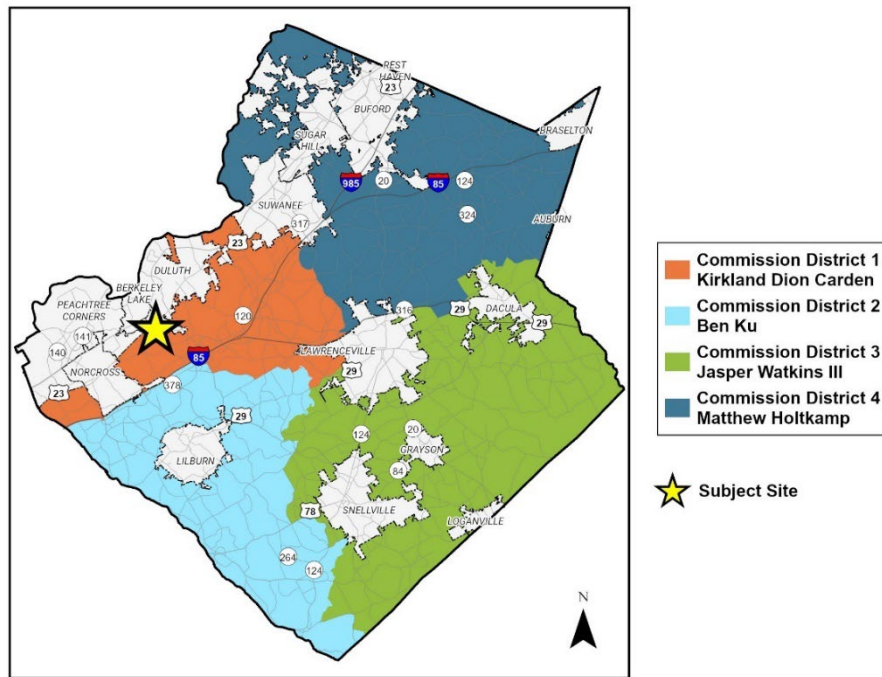 REST
HAVEN
23
BUFORD
BRASELTON
SUGAR
HILL
985
20
85
124
SUWANEE
324
317
AUBURN
23
DULUTH
BERKELEY
LAKE
PEACHTREE
CORNERS
120
316
29
DACULA
29
141
140
LAWRENCEVILLE
85
29
NORCROSS
378
23
29
124
20
GRAYSON
LILBURN
84
SNELLVILLE
78
LOGANVILLE
264
124
N
Commission District 1
Kirkland Dion Carden
Commission District 2
Ben Ku
Commission District 3
Jasper Watkins III
Commission District 4
Matthew Holtkamp
Subject Site